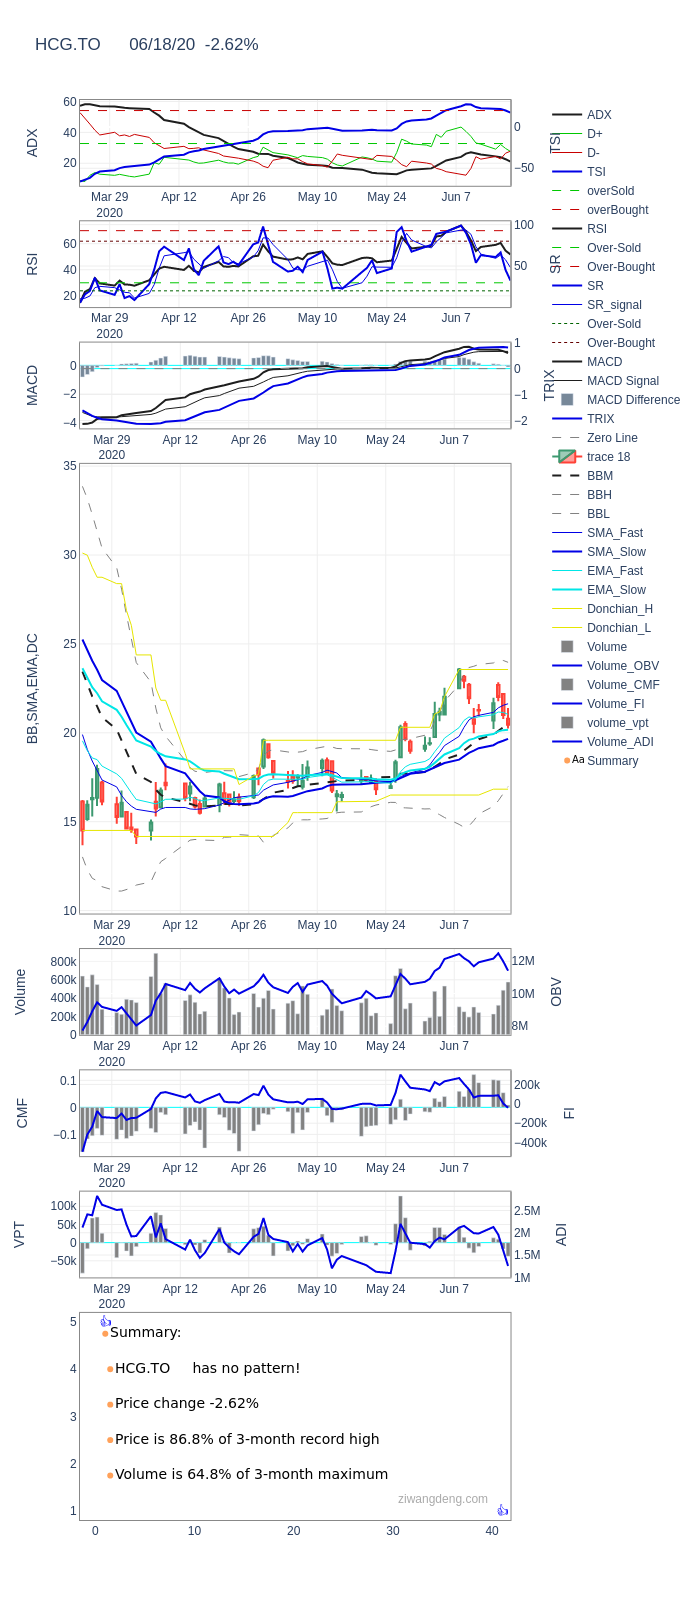 HCG.TO 06/18/20 -2.62%
60
40
20
ADX
0
−50
TSI
Mar 29 Apr 12 Apr 26 May 10 May 24 Jun 7
2020
60
40
20
RSI
100
50
SR
Mar 29 Apr 12 Apr 26 May 10 May 24 Jun 7
2020
0
−2
−4
MACD
1
0
−1
−2
TRIX
Mar 29 Apr 12 Apr 26 May 10 May 24 Jun 7
2020
35
30
25
20
15
10
BB,SMA,EMA,DC
Mar 29 Apr 12 Apr 26 May 10 May 24 Jun 7
2020
800k
600k
400k
200k
0
Volume
12M
10M
8M
OBV
Mar 29 Apr 12 Apr 26 May 10 May 24 Jun 7
2020
0.1
0
−0.1
CMF
200k
0
−200k
−400k
FI
Mar 29 Apr 12 Apr 26 May 10 May 24 Jun 7
2020
100k
50k
0
−50k
VPT
2.5M
2M
1.5M
1M
ADI
Mar 29 Apr 12 Apr 26 May 10 May 24 Jun 7
2020
5
4
3
2
1
Summary:
HCG.TO has no pattern!
Price change -2.62%
Price is 86.8% of 3-month record high
Volume is 64.8% of 3-month maximum
ziwangdeng.com
0 10 20 30 40
ADX
D+
D-
TSI
overSold
overBought
RSI
Over-Sold
Over-Bought
SR
SR_signal
Over-Sold
Over-Bought
MACD
MACD Signal
MACD Difference
TRIX
Zero Line
trace 18
BBM
BBH
BBL
SMA_Fast
SMA_Slow
EMA_Fast
EMA_Slow
Donchian_H
Donchian_L
Volume
Volume_OBV
Volume_CMF
Volume_FI
volume_vpt
Volume_ADI
Aa Summary